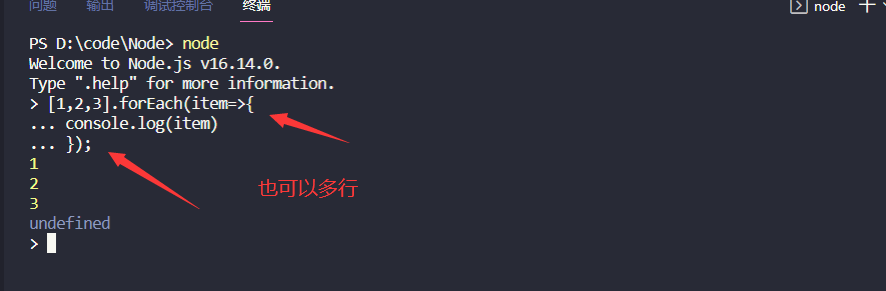 问题 输出 调试控制台 终端 node
PS D:\code\Node> node
Welcome to Node.js v16.14.0.
Type ".help" for more information.
> [1,2,3].forEach(item=>{
... console.log(item)
... });
1
2
也可以多行
3
undefined
>